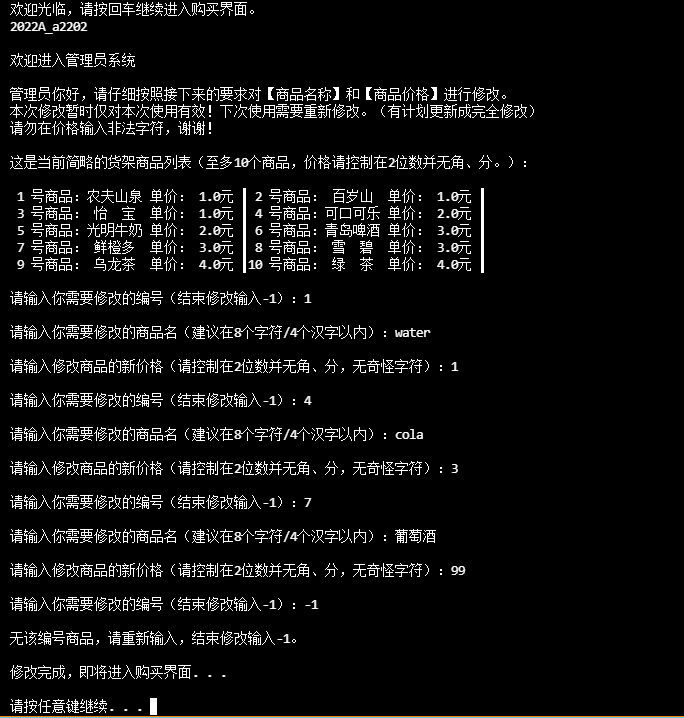 欢迎光临，请按回车继续进入购买界面。
2022A_a2202
欢迎进入管理员系统
管理员你好，请仔细按照接下来的要求对【商品名称】和【商品价格】进行修改。
本次修改暂时仅对本次使用有效！下次使用需要重新修改。（有计划更新成完全修改）
请勿在价格输入非法字符，谢谢！
这是当前简略的货架商品列表（至多10个商品，价格请控制在2位数并无角、分。）：
1 号商品：农夫山泉 单价： 1.0元 | 2 号商品： 百岁山 单价： 1.0元 |
3 号商品： 怡　宝 单价： 1.0元 | 4 号商品：可口可乐 单价： 2.0元 |
5 号商品：光明牛奶 单价： 2.0元 | 6 号商品：青岛啤酒 单价： 3.0元 |
7 号商品： 鲜橙多 单价： 3.0元 | 8 号商品： 雪　碧 单价： 3.0元 |
9 号商品： 乌龙茶 单价： 4.0元 |10 号商品： 绿　茶 单价： 4.0元 |
请输入你需要修改的编号（结束修改输入-1）：1
请输入你需要修改的商品名（建议在8个字符/4个汉字以内）：water
请输入修改商品的新价格（请控制在2位数并无角、分，无奇怪字符）：1
请输入你需要修改的编号（结束修改输入-1）：4
请输入你需要修改的商品名（建议在8个字符/4个汉字以内）：cola
请输入修改商品的新价格（请控制在2位数并无角、分，无奇怪字符）：3
请输入你需要修改的编号（结束修改输入-1）：7
请输入你需要修改的商品名（建议在8个字符/4个汉字以内）：葡萄酒
请输入修改商品的新价格（请控制在2位数并无角、分，无奇怪字符）：99
请输入你需要修改的编号（结束修改输入-1）：-1
无该编号商品，请重新输入，结束修改输入-1。
修改完成，即将进入购买界面. . .
请按任意键继续. . .